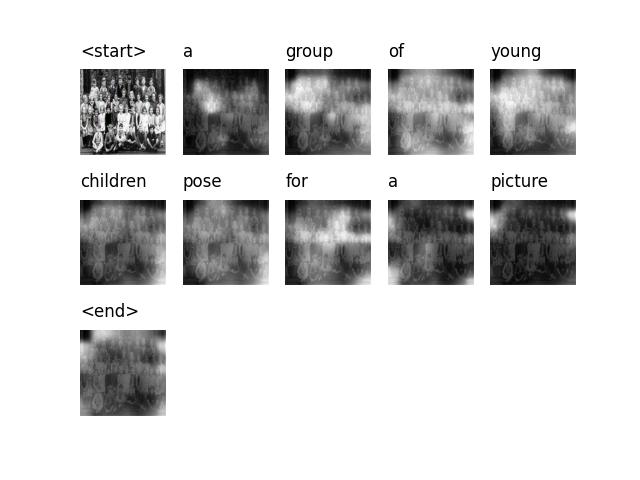 <start> a group of young
children pose for a picture
<end>